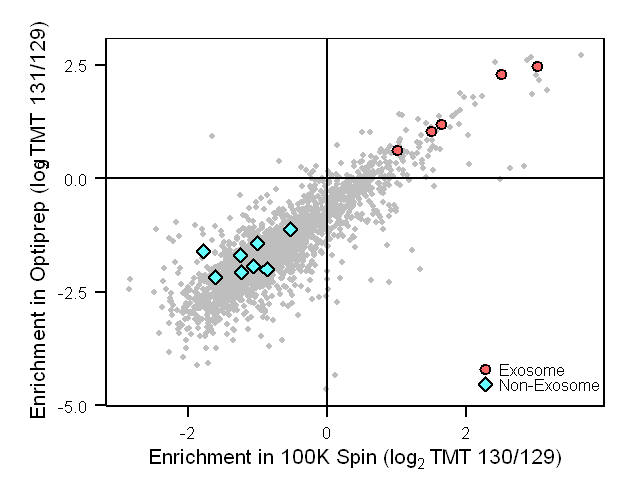 Enrichment in Optiprep (log2 TMT 131/129)
2.5
0.0
-2.5
-5.0
Exosome
Non-Exosome
-2 0 2
Enrichment in 100K Spin (log2 TMT 130/129)